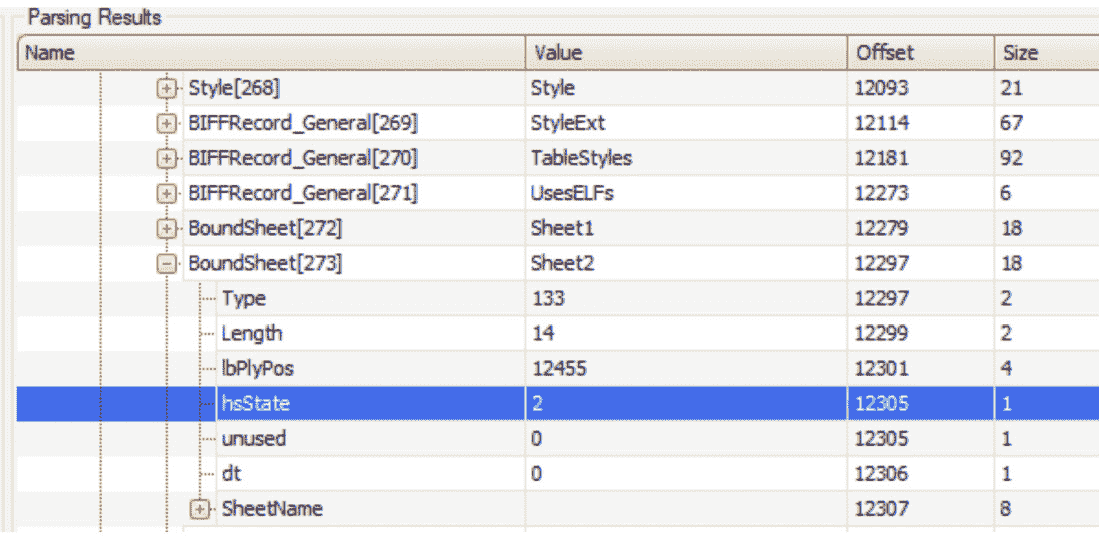 Parsing Results
Name Value Offset Size
Style[268] Style 12093 21
BIFFRecord_General[269] StyleExt 12114 67
BIFFRecord_General[270] TableStyles 12181 92
BIFFRecord_General[271] UsesELFs 12273 6
BoundSheet[272] Sheet1 12279 18
BoundSheet[273] Sheet2 12297 18
Type 133 12297 2
Length 14 12299 2
lbPlyPos 12455 12301 4
hsState 2 12305 1
unused 0 12305 1
dt 0 12306 1
SheetName 12307 8